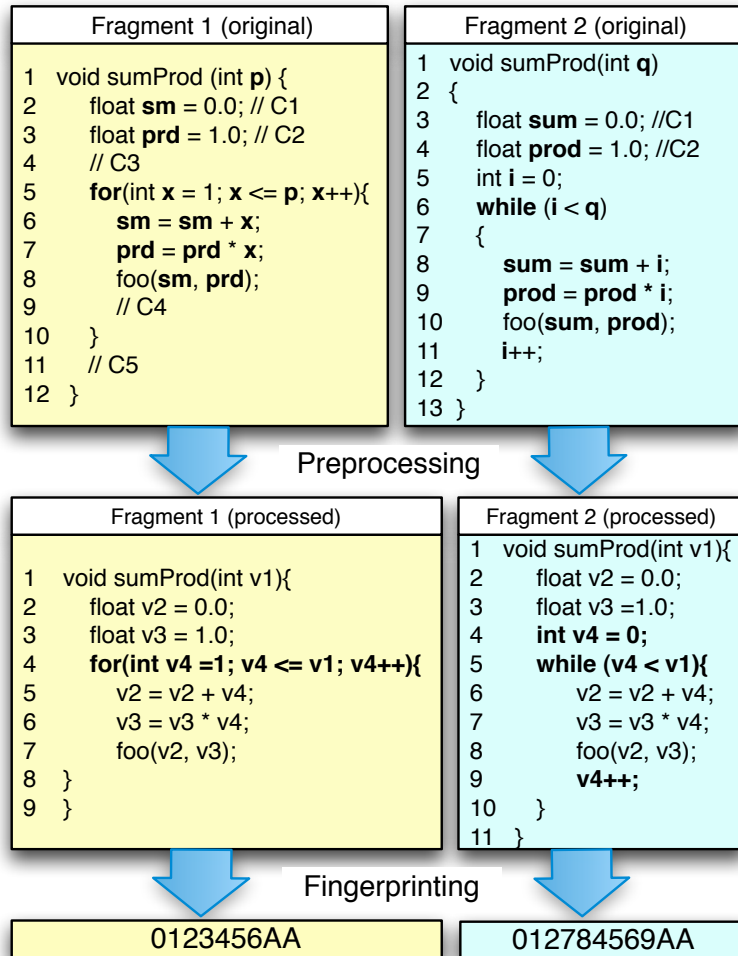 Fragment 1 (original)
1 void sumProd (int p) {
2 float sm = 0.0; // C1
3 float prd = 1.0; // C2
4 // C3
5 for(int x = 1; x <= p; x++){
6 sm = sm + x;
7 prd = prd * x;
8 foo(sm, prd);
9 // C4
10 }
11 // C5
12 }
Fragment 2 (original)
1 void sumProd(int q)
2 {
3 float sum = 0.0; //C1
4 float prod = 1.0; //C2
5 int i = 0;
6 while (i < q)
7 {
8 sum = sum + i;
9 prod = prod * i;
10 foo(sum, prod);
11 i++;
12 }
13 }
Preprocessing
Fragment 1 (processed)
1 void sumProd(int v1){
2 float v2 = 0.0;
3 float v3 = 1.0;
4 for(int v4 =1; v4 <= v1; v4++){
5 v2 = v2 + v4;
6 v3 = v3 * v4;
7 foo(v2, v3);
8 }
9 }
Fragment 2 (processed)
1 void sumProd(int v1){
2 float v2 = 0.0;
3 float v3 =1.0;
4 int v4 = 0;
5 while (v4 < v1){
6 v2 = v2 + v4;
7 v3 = v3 * v4;
8 foo(v2, v3);
9 v4++;
10 }
11 }
Fingerprinting
0123456AA
012784569AA